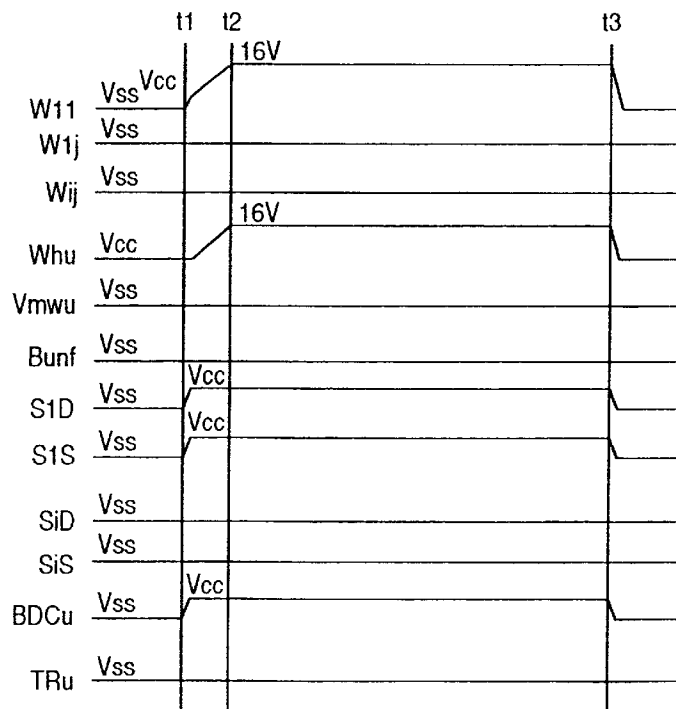 t1 t2 t3
16V
W11 Vss Vcc
W1j Vss
Wij Vss
16V
Whu Vcc
Vmwu Vss
Bunf Vss
Vcc
S1D Vss
Vcc
S1S Vss
SiD Vss
SiS Vss
Vcc
BDCu Vss
TRu Vss